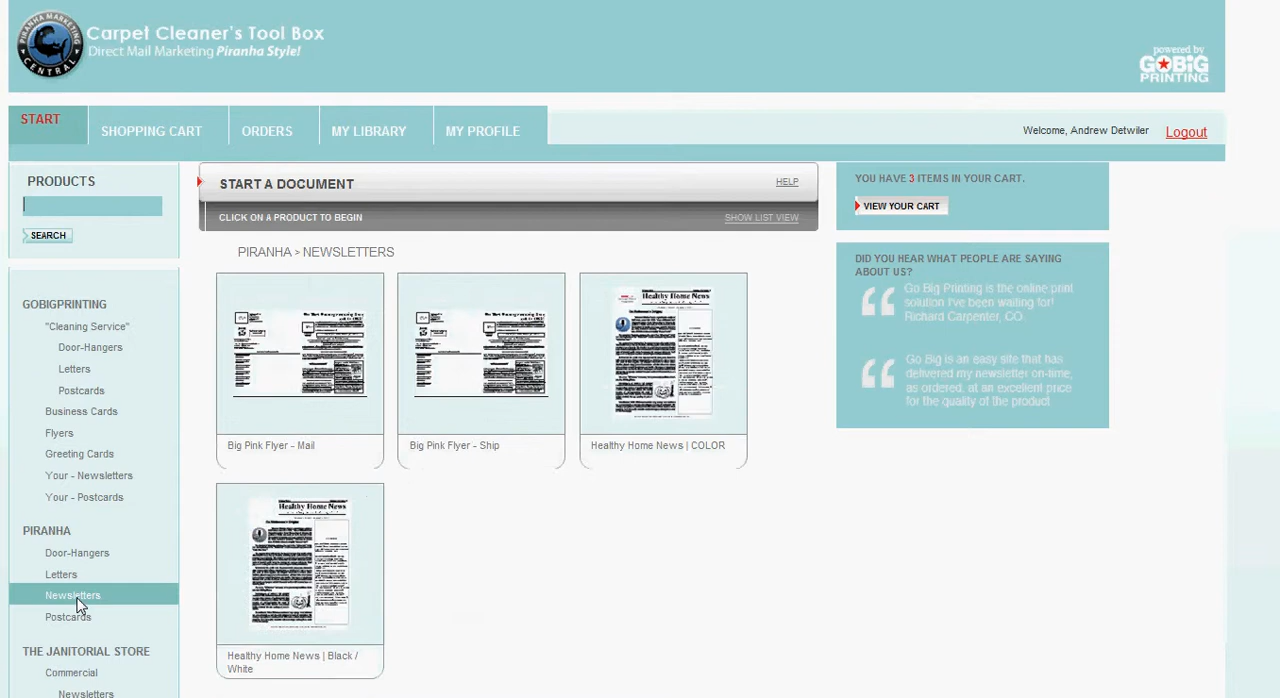 PIRANHA MARKETING
CENTRAL
Carpet Cleaner's Tool Box
Direct Mail Marketing Piranha Style!
powered by
GOBIG
PRINTING
START
SHOPPING CART
ORDERS
MY LIBRARY
MY PROFILE
Welcome, Andrew Detwiler
Logout
PRODUCTS
SEARCH
GOBIGPRINTING
"Cleaning Service"
Door-Hangers
Letters
Postcards
Business Cards
Flyers
Greeting Cards
Your - Newsletters
Your - Postcards
PIRANHA
Door-Hangers
Letters
Newsletters
Postcards
THE JANITORIAL STORE
Commercial
Newsletters
START A DOCUMENT
HELP
CLICK ON A PRODUCT TO BEGIN
SHOW LIST VIEW
PIRANHA > NEWSLETTERS
Big Pink Flyer - Mail
Big Pink Flyer - Ship
Healthy Home News
Healthy Home News | COLOR
Healthy Home News
Healthy Home News | Black /
White
YOU HAVE 3 ITEMS IN YOUR CART.
VIEW YOUR CART
DID YOU HEAR WHAT PEOPLE ARE SAYING
ABOUT US?
Go Big Printing is the online print
solution I've been waiting for!
Richard Carpenter, CO
Go Big is an easy site that has
delivered my newsletter on-time,
as ordered, at an excellent price
for the quality of the product